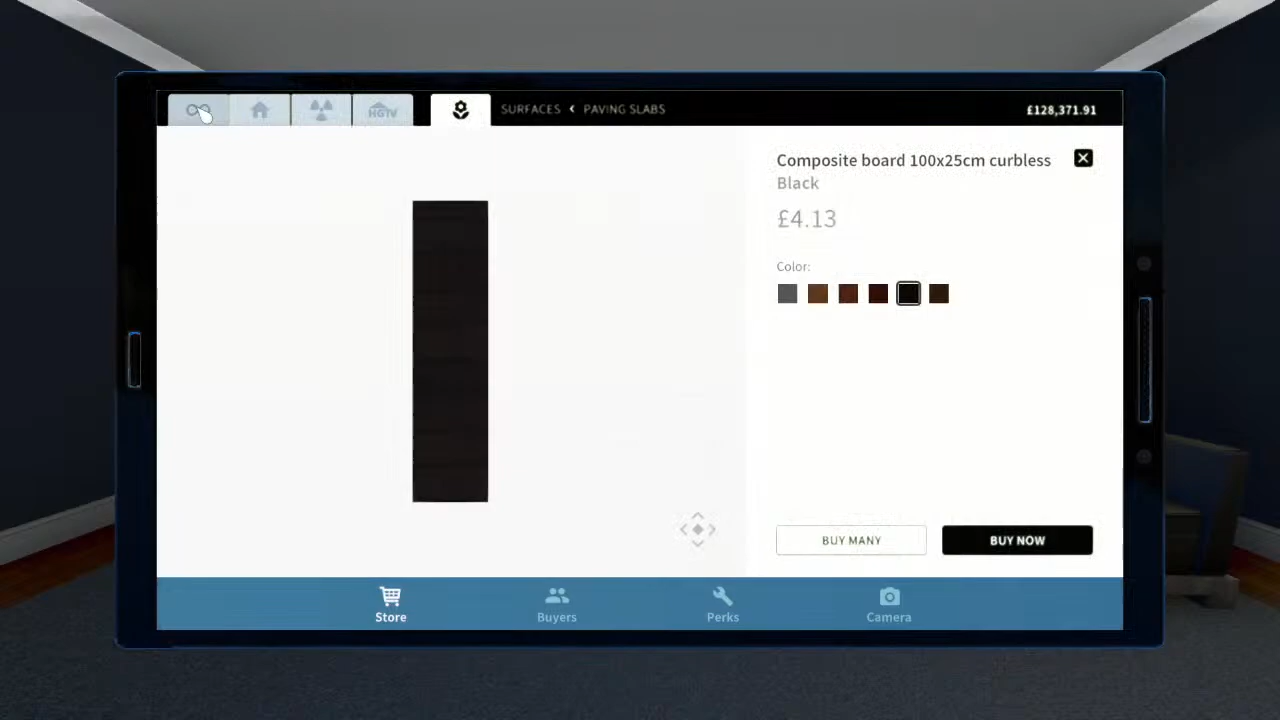 HGTV
SURFACES < PAVING SLABS
£128,371.91
Composite board 100x25cm curbless
Black
£4.13
Color:
BUY MANY
BUY NOW
Store
Buyers
Perks
Camera